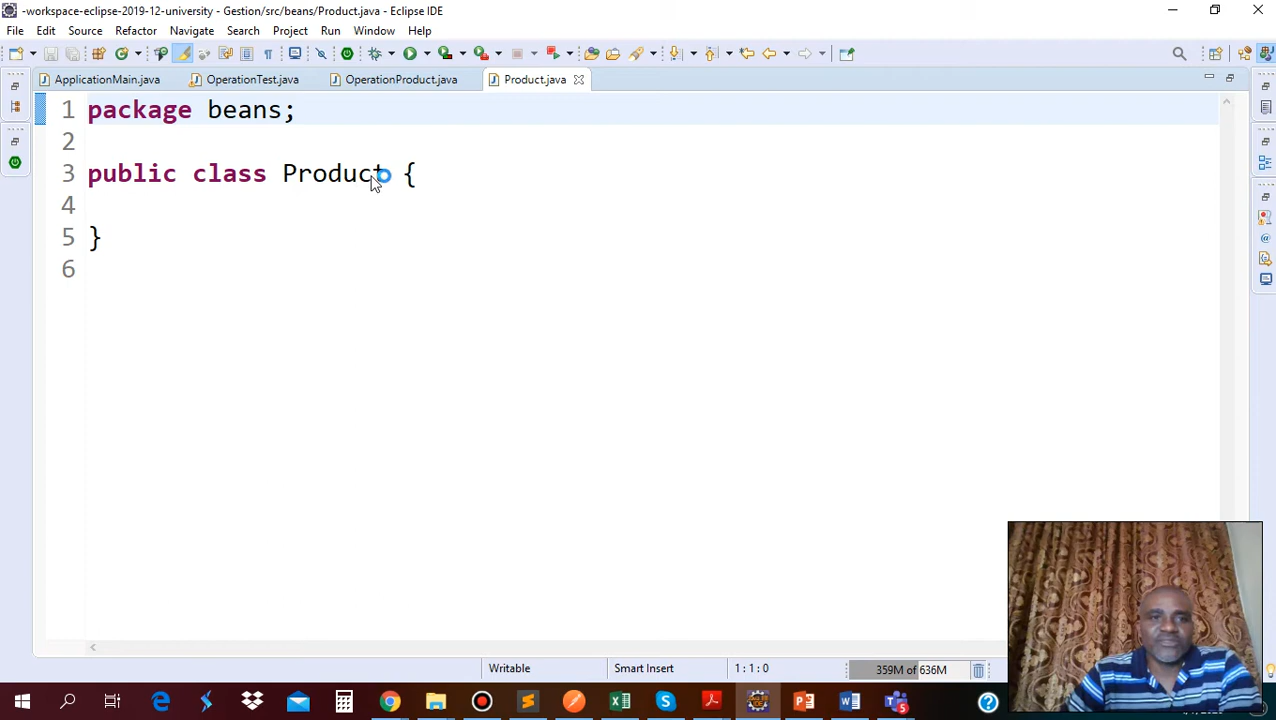 -workspace-eclipse-2019-12-university - Gestion/src/beans/Product.java - Eclipse IDE
File Edit Source Refactor Navigate Search Project Run Window Help
ApplicationMain.java OperationTest.java OperationProduct.java Product.java
1 package beans;
2
3 public class Product {
4
5 }
6
Writable Smart Insert 1 : 1 : 0 359M of 636M